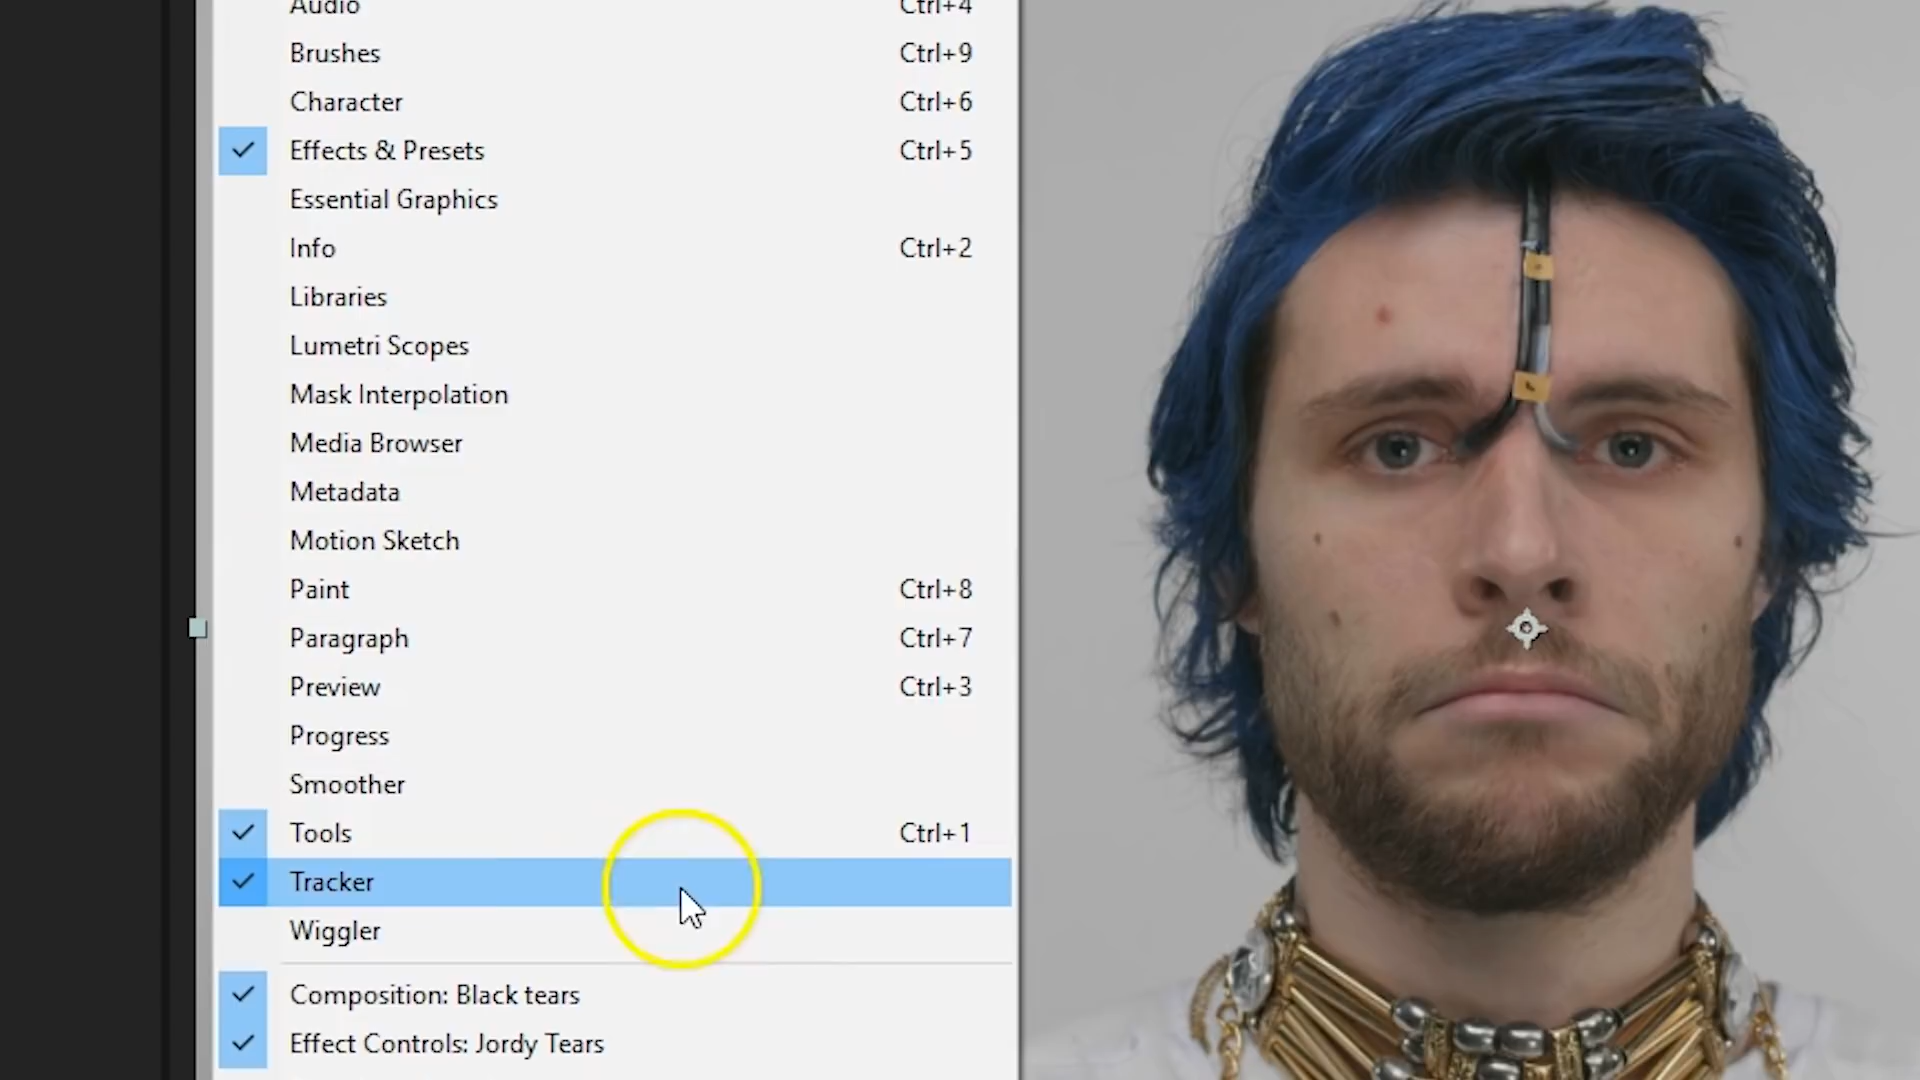 Audio Ctrl+4
Brushes Ctrl+9
Character Ctrl+6
Effects & Presets Ctrl+5
Essential Graphics
Info Ctrl+2
Libraries
Lumetri Scopes
Mask Interpolation
Media Browser
Metadata
Motion Sketch
Paint Ctrl+8
Paragraph Ctrl+7
Preview Ctrl+3
Progress
Smoother
Tools Ctrl+1
Tracker
Wiggler
Composition: Black tears
Effect Controls: Jordy Tears